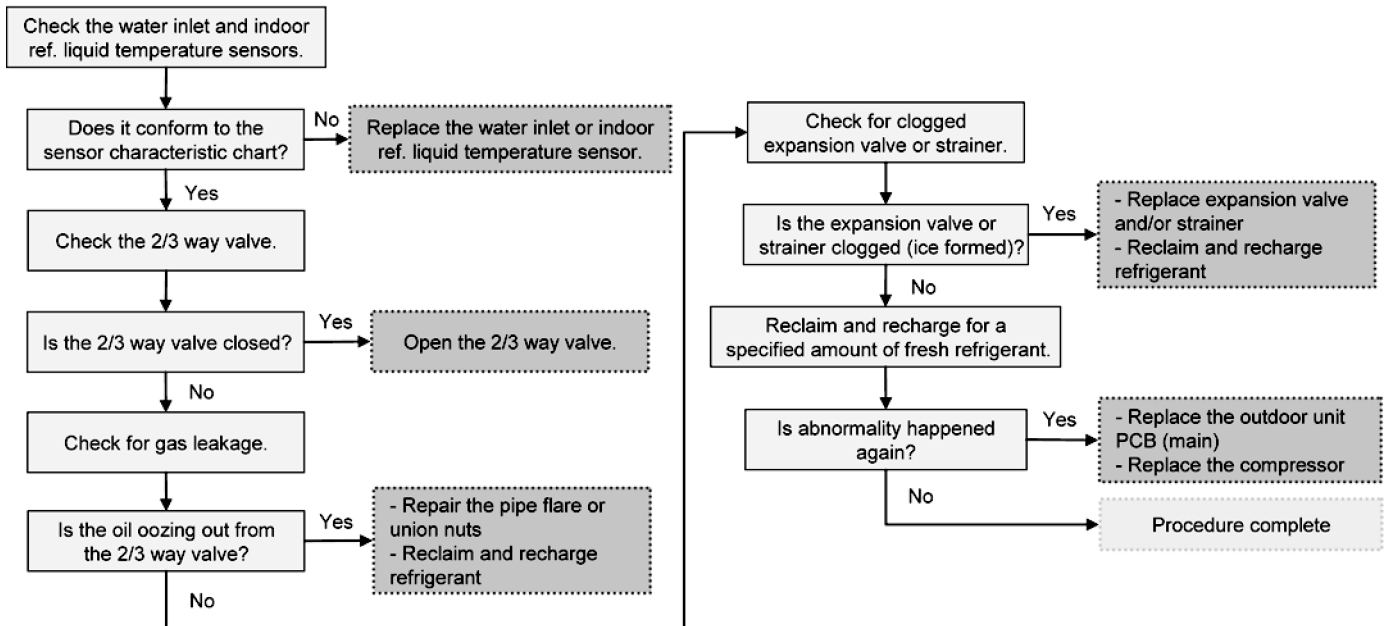 Check the water inlet and indoor
ref. liquid temperature sensors.
Does it conform to the
sensor characteristic chart?
No
Replace the water inlet or indoor
ref. liquid temperature sensor.
Yes
Check the 2/3 way valve.
Is the 2/3 way valve closed?
Yes
Open the 2/3 way valve.
No
Check for gas leakage.
Is the oil oozing out from
the 2/3 way valve?
Yes
- Repair the pipe flare or
union nuts
- Reclaim and recharge
refrigerant
No
Check for clogged
expansion valve or strainer.
Is the expansion valve or
strainer clogged (ice formed)?
Yes
- Replace expansion valve
and/or strainer
- Reclaim and recharge
refrigerant
No
Reclaim and recharge for a
specified amount of fresh refrigerant.
Is abnormality happened
again?
Yes
- Replace the outdoor unit
PCB (main)
- Replace the compressor
No
Procedure complete